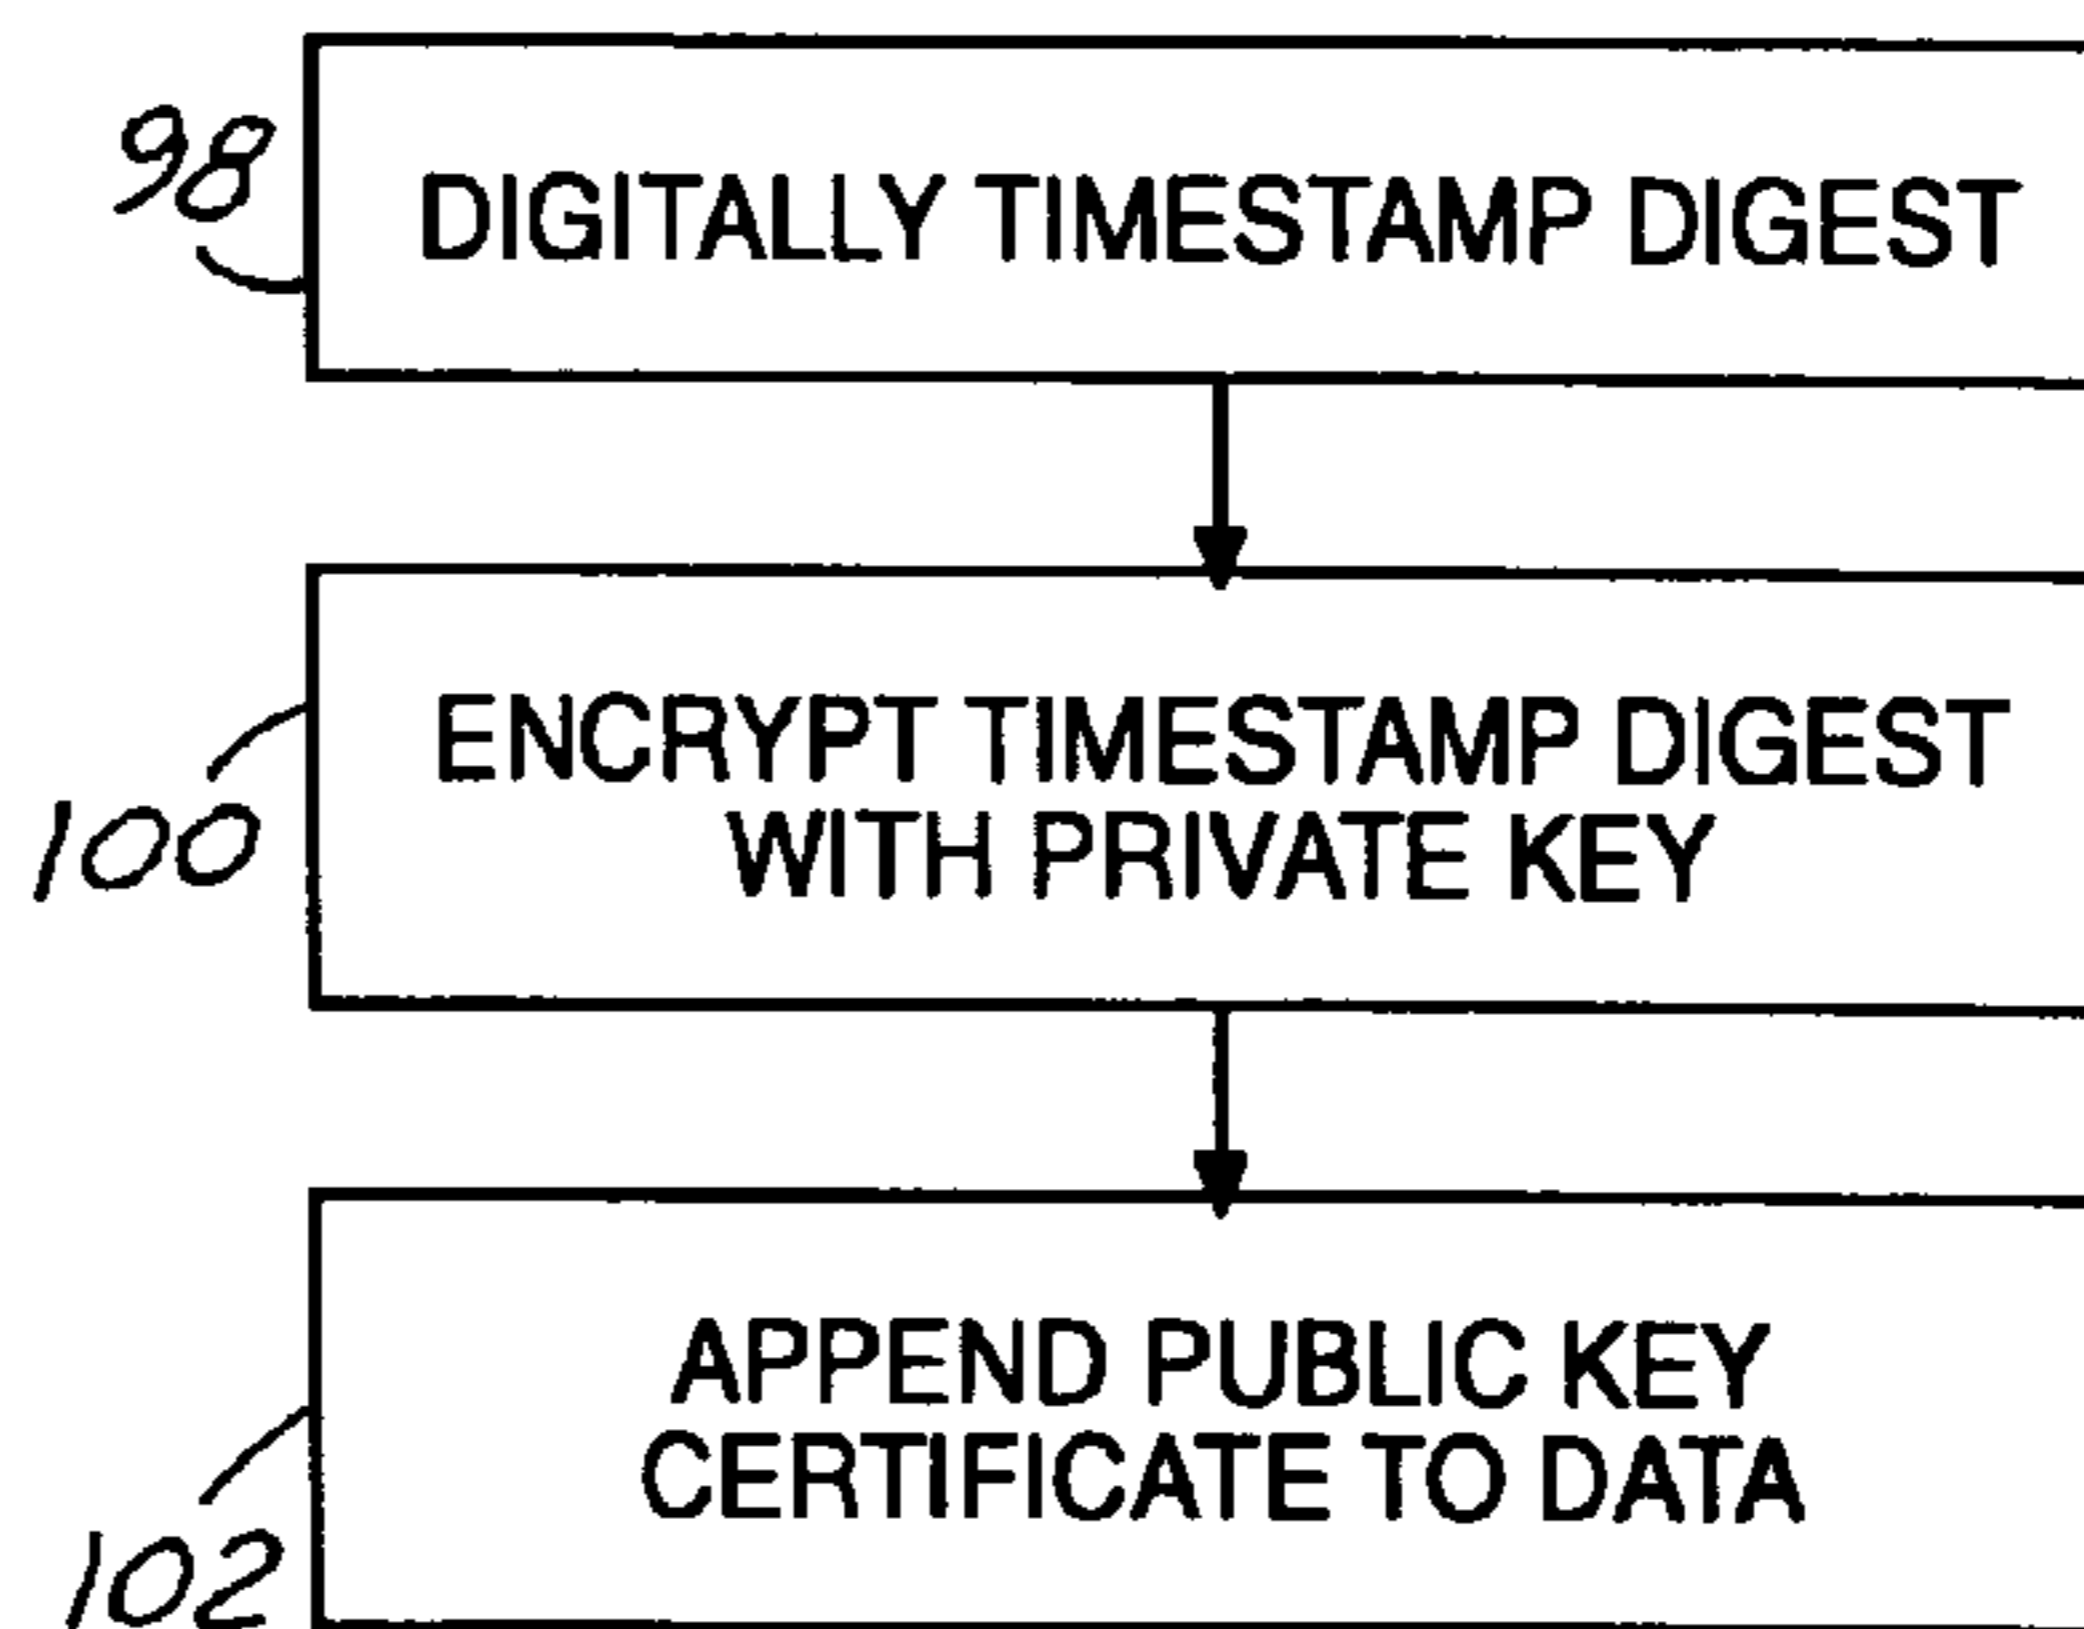 98
DIGITALLY TIMESTAMP DIGEST
100
ENCRYPT TIMESTAMP DIGEST
WITH PRIVATE KEY
102
APPEND PUBLIC KEY
CERTIFICATE TO DATA